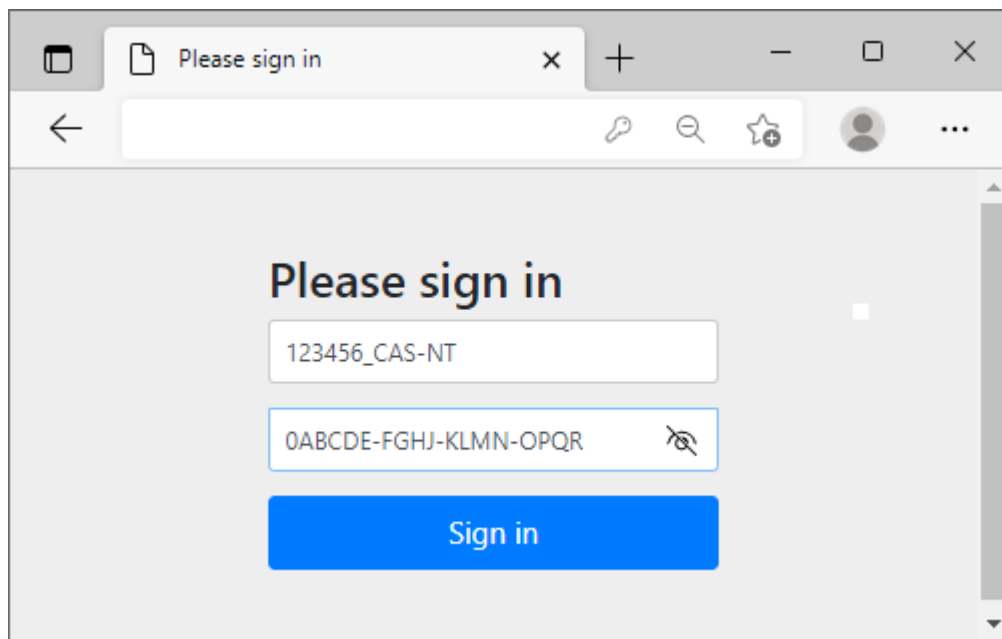 Please sign in
Please sign in
123456_CAS-NT
0ABCDE-FGHJ-KLMN-OPQR
Sign in